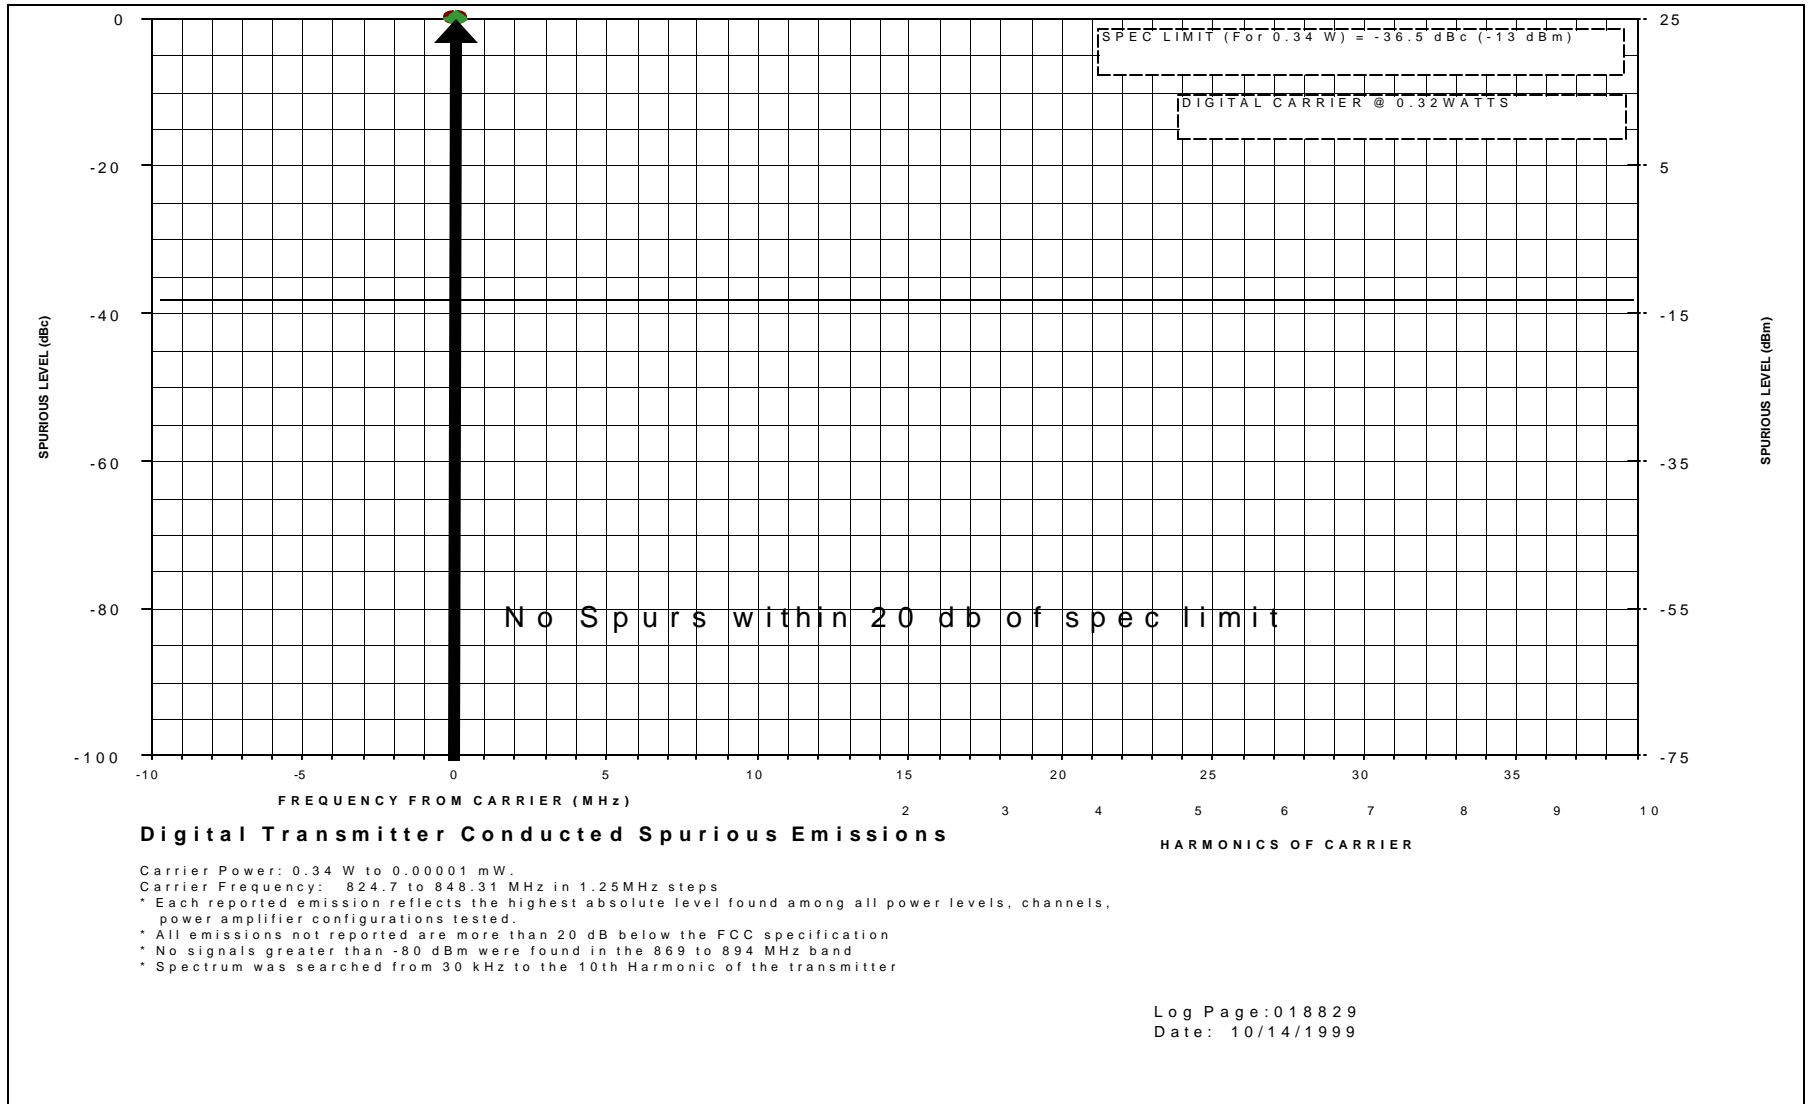 SPEC LIMIT (For 0.34 W) = -36.5 dBc (-13 dBm)
DIGITAL CARRIER @ 0.32WATTS
0
-20
-40
-60
-80
-100
SPURIOUS LEVEL (dBc)
25
5
-15
-35
-55
-75
SPURIOUS LEVEL (dBm)
No Spurs within 20 db of spec limit
-10 -5 0 5 10 15 20 25 30 35
FREQUENCY FROM CARRIER (MHz)
2 3 4 5 6 7 8 9 10
HARMONICS OF CARRIER
Digital Transmitter Conducted Spurious Emissions
Carrier Power: 0.34 W to 0.00001 mW.
Carrier Frequency: 824.7 to 848.31 MHz in 1.25MHz steps
* Each reported emission reflects the highest absolute level found among all power levels, channels,
power amplifier configurations tested.
* All emissions not reported are more than 20 dB below the FCC specification
* No signals greater than -80 dBm were found in the 869 to 894 MHz band
* Spectrum was searched from 30 kHz to the 10th Harmonic of the transmitter
Log Page:018829
Date: 10/14/1999